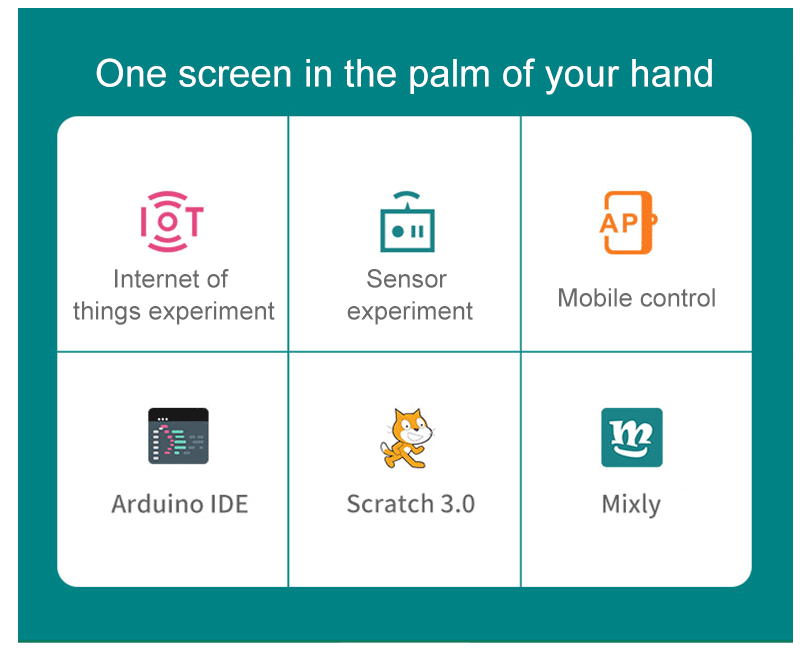 One screen in the palm of your hand
IOT
APP
Internet of
things experiment
Sensor
experiment
Mobile control
m
Arduino IDE
Scratch 3.0
Mixly